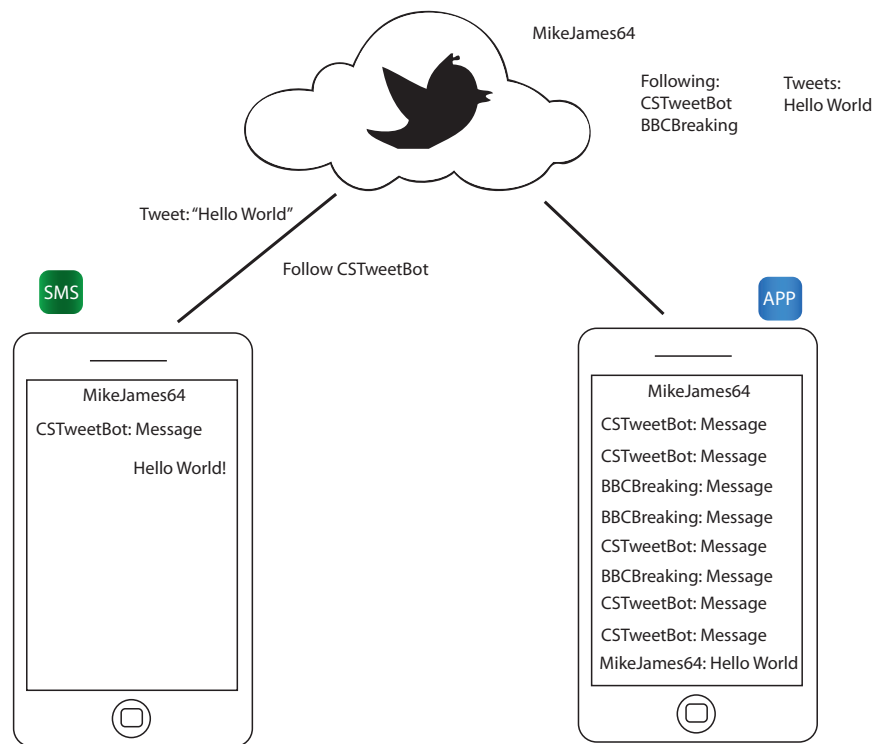 MikeJames64
Following:
CSTweetBot
BBCBreaking
Tweets:
Hello World
Tweet: “Hello World”
Follow CSTweetBot
SMS
MikeJames64
CSTweetBot: Message
Hello World!
APP
MikeJames64
CSTweetBot: Message
CSTweetBot: Message
BBCBreaking: Message
BBCBreaking: Message
CSTweetBot: Message
BBCBreaking: Message
CSTweetBot: Message
CSTweetBot: Message
MikeJames64: Hello World